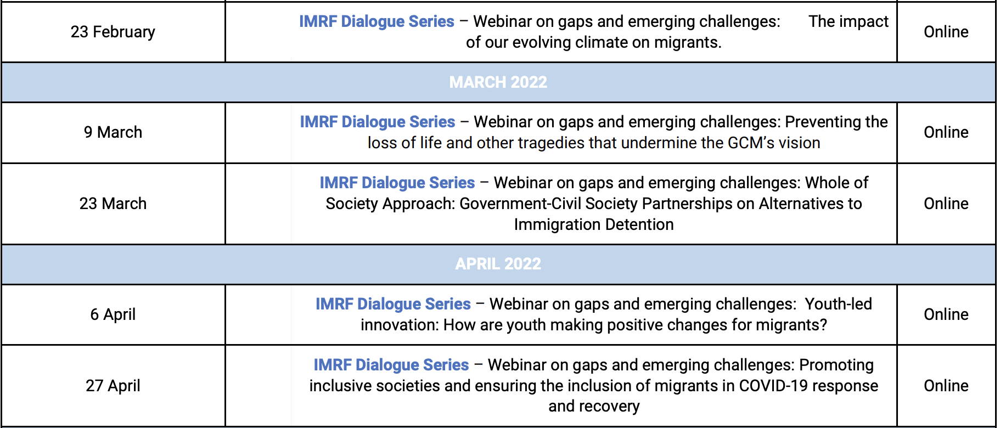 23 February
IMRF Dialogue Series – Webinar on gaps and emerging challenges: The impact
of our evolving climate on migrants.
Online
MARCH 2022
9 March
IMRF Dialogue Series – Webinar on gaps and emerging challenges: Preventing the
loss of life and other tragedies that undermine the GCM’s vision
Online
23 March
IMRF Dialogue Series – Webinar on gaps and emerging challenges: Whole of
Society Approach: Government-Civil Society Partnerships on Alternatives to
Immigration Detention
Online
APRIL 2022
6 April
IMRF Dialogue Series – Webinar on gaps and emerging challenges: Youth-led
innovation: How are youth making positive changes for migrants?
Online
27 April
IMRF Dialogue Series – Webinar on gaps and emerging challenges: Promoting
inclusive societies and ensuring the inclusion of migrants in COVID-19 response
and recovery
Online